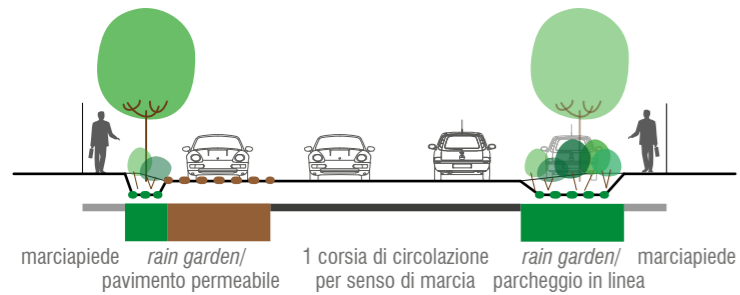 marciapiede
rain garden/
pavimento permeabile
1 corsia di circolazione
per senso di marcia
rain garden/
parcheggio in linea
marciapiede